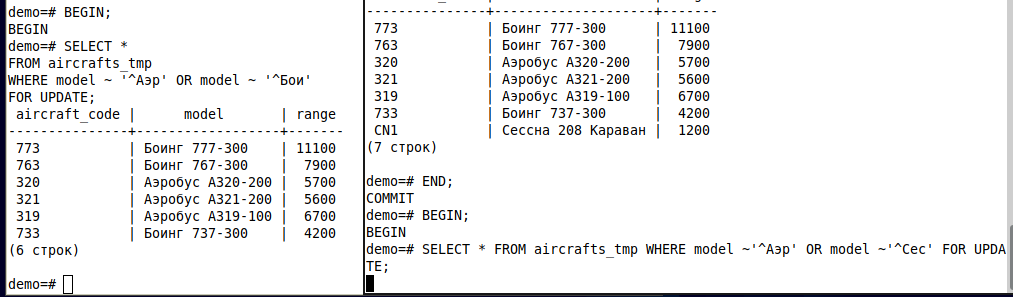 demo=# BEGIN;
BEGIN
demo=# SELECT *
FROM aircrafts_tmp
WHERE model ~ '^Аэр' OR model ~ '^Бои'
FOR UPDATE;
aircraft_code | model | range
---------------+-------------------+-------
773 | Боинг 777-300 | 11100
763 | Боинг 767-300 | 7900
320 | Аэробус A320-200 | 5700
321 | Аэробус A321-200 | 5600
319 | Аэробус A319-100 | 6700
733 | Боинг 737-300 | 4200
(6 строк)
demo=#
---------------+--------------------+-------
773 | Боинг 777-300 | 11100
763 | Боинг 767-300 | 7900
320 | Аэробус A320-200 | 5700
321 | Аэробус A321-200 | 5600
319 | Аэробус A319-100 | 6700
733 | Боинг 737-300 | 4200
CN1 | Сессна 208 Караван | 1200
(7 строк)
demo=# END;
COMMIT
demo=# BEGIN;
BEGIN
demo=# SELECT * FROM aircrafts_tmp WHERE model ~'^Аэр' OR model ~'^Сес' FOR UPDA
TE;